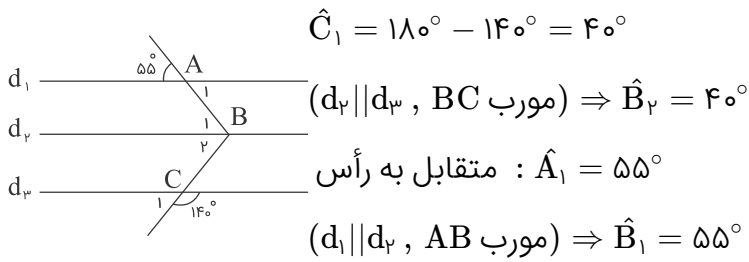 Ĉ₁ = ۱۸۰° − ۱۴۰° = ۴۰°
(d₂||d₃ , BC مورب) ⇒ B̂₂ = ۴۰°
متقابل به رأس : Â₁ = ۵۵°
(d₁||d₂ , AB مورب) ⇒ B̂₁ = ۵۵°
۵۵° A
d₁
۱
۱ B
d₂
۲
C
d₃
۱ ۱۴۰°